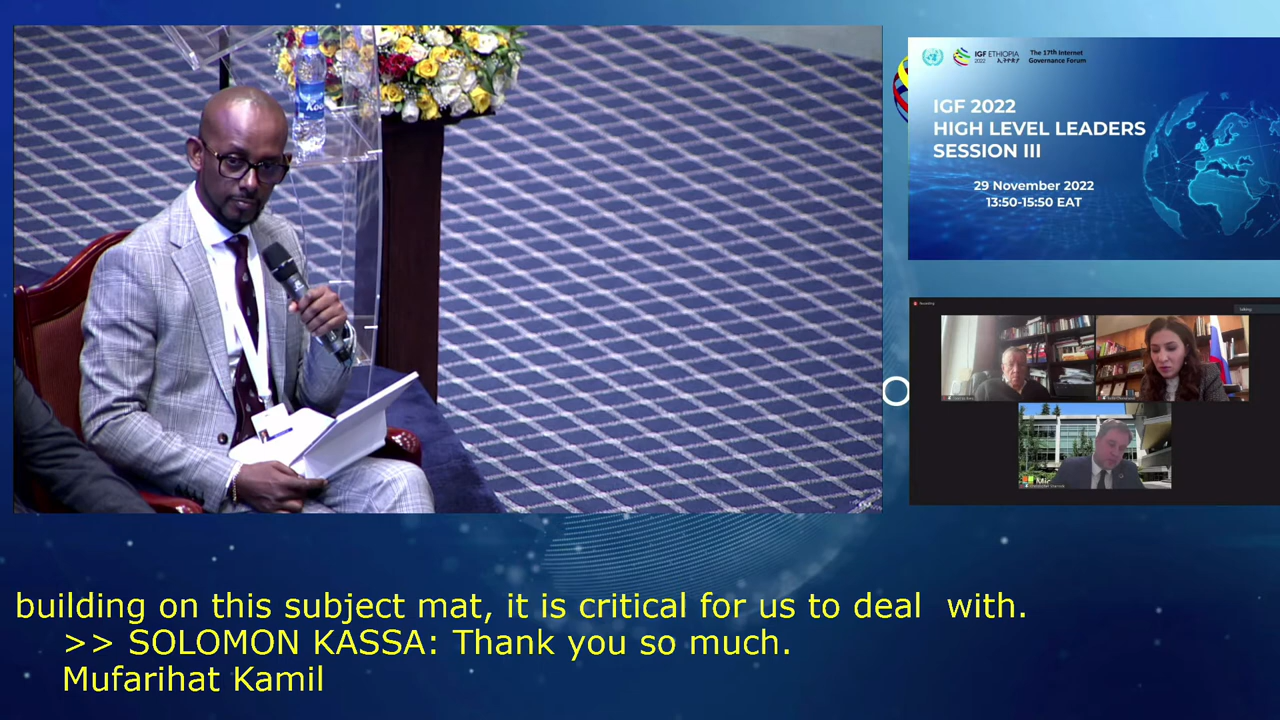 IGF ETHIOPIA
2022 ኢትዮጵያ
The 17th Internet
Governance Forum
IGF 2022
HIGH LEVEL LEADERS
SESSION III
29 November 2022
13:50-15:50 EAT
Recording
building on this subject mat, it is critical for us to deal with.
>> SOLOMON KASSA: Thank you so much.
Mufarihat Kamil